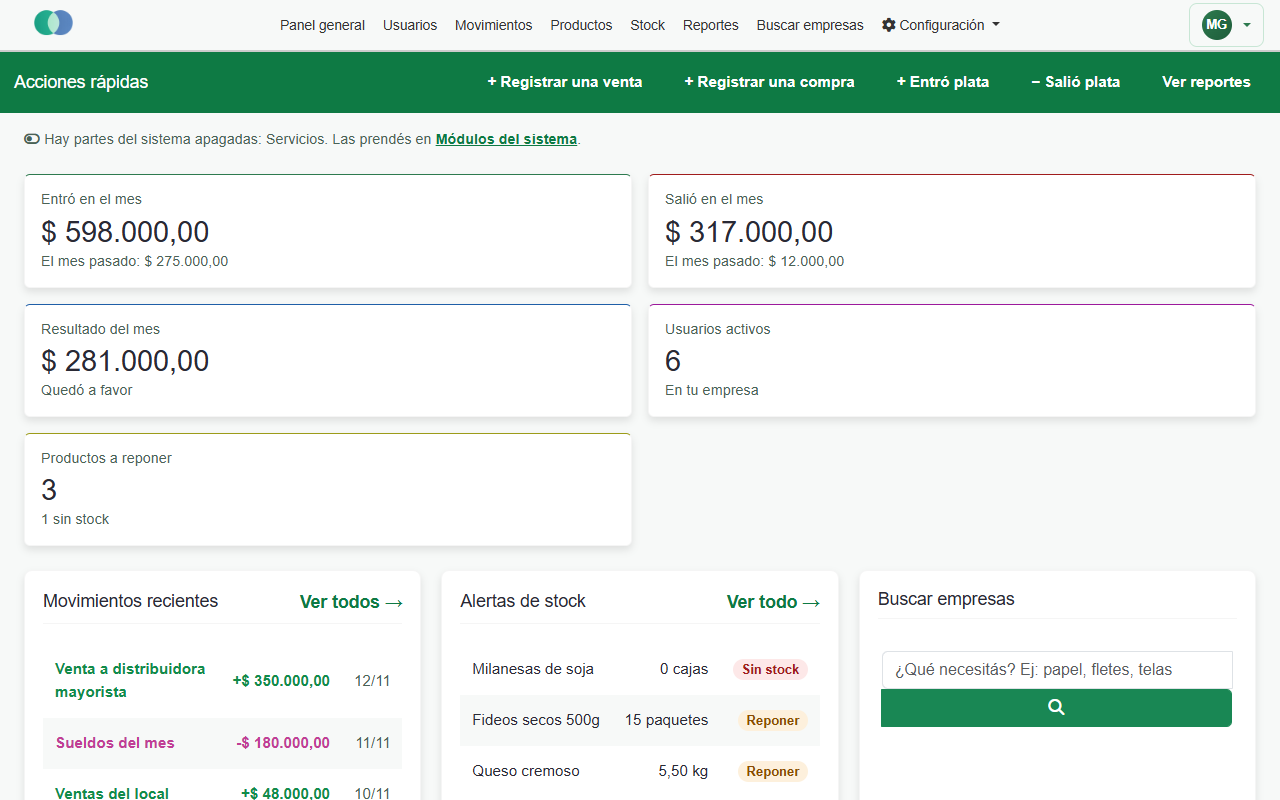 Panel general Usuarios Movimientos Productos Stock Reportes Buscar empresas Configuración MG
Acciones rápidas + Registrar una venta + Registrar una compra + Entró plata − Salió plata Ver reportes
Hay partes del sistema apagadas: Servicios. Las prendés en Módulos del sistema.
Entró en el mes
$ 598.000,00
El mes pasado: $ 275.000,00
Salió en el mes
$ 317.000,00
El mes pasado: $ 12.000,00
Resultado del mes
$ 281.000,00
Quedó a favor
Usuarios activos
6
En tu empresa
Productos a reponer
3
1 sin stock
Movimientos recientes Ver todos →
Venta a distribuidora mayorista +$ 350.000,00 12/11
Sueldos del mes -$ 180.000,00 11/11
Ventas del local +$ 48.000,00 10/11
Alertas de stock Ver todo →
Milanesas de soja 0 cajas Sin stock
Fideos secos 500g 15 paquetes Reponer
Queso cremoso 5,50 kg Reponer
Buscar empresas
¿Qué necesitás? Ej: papel, fletes, telas